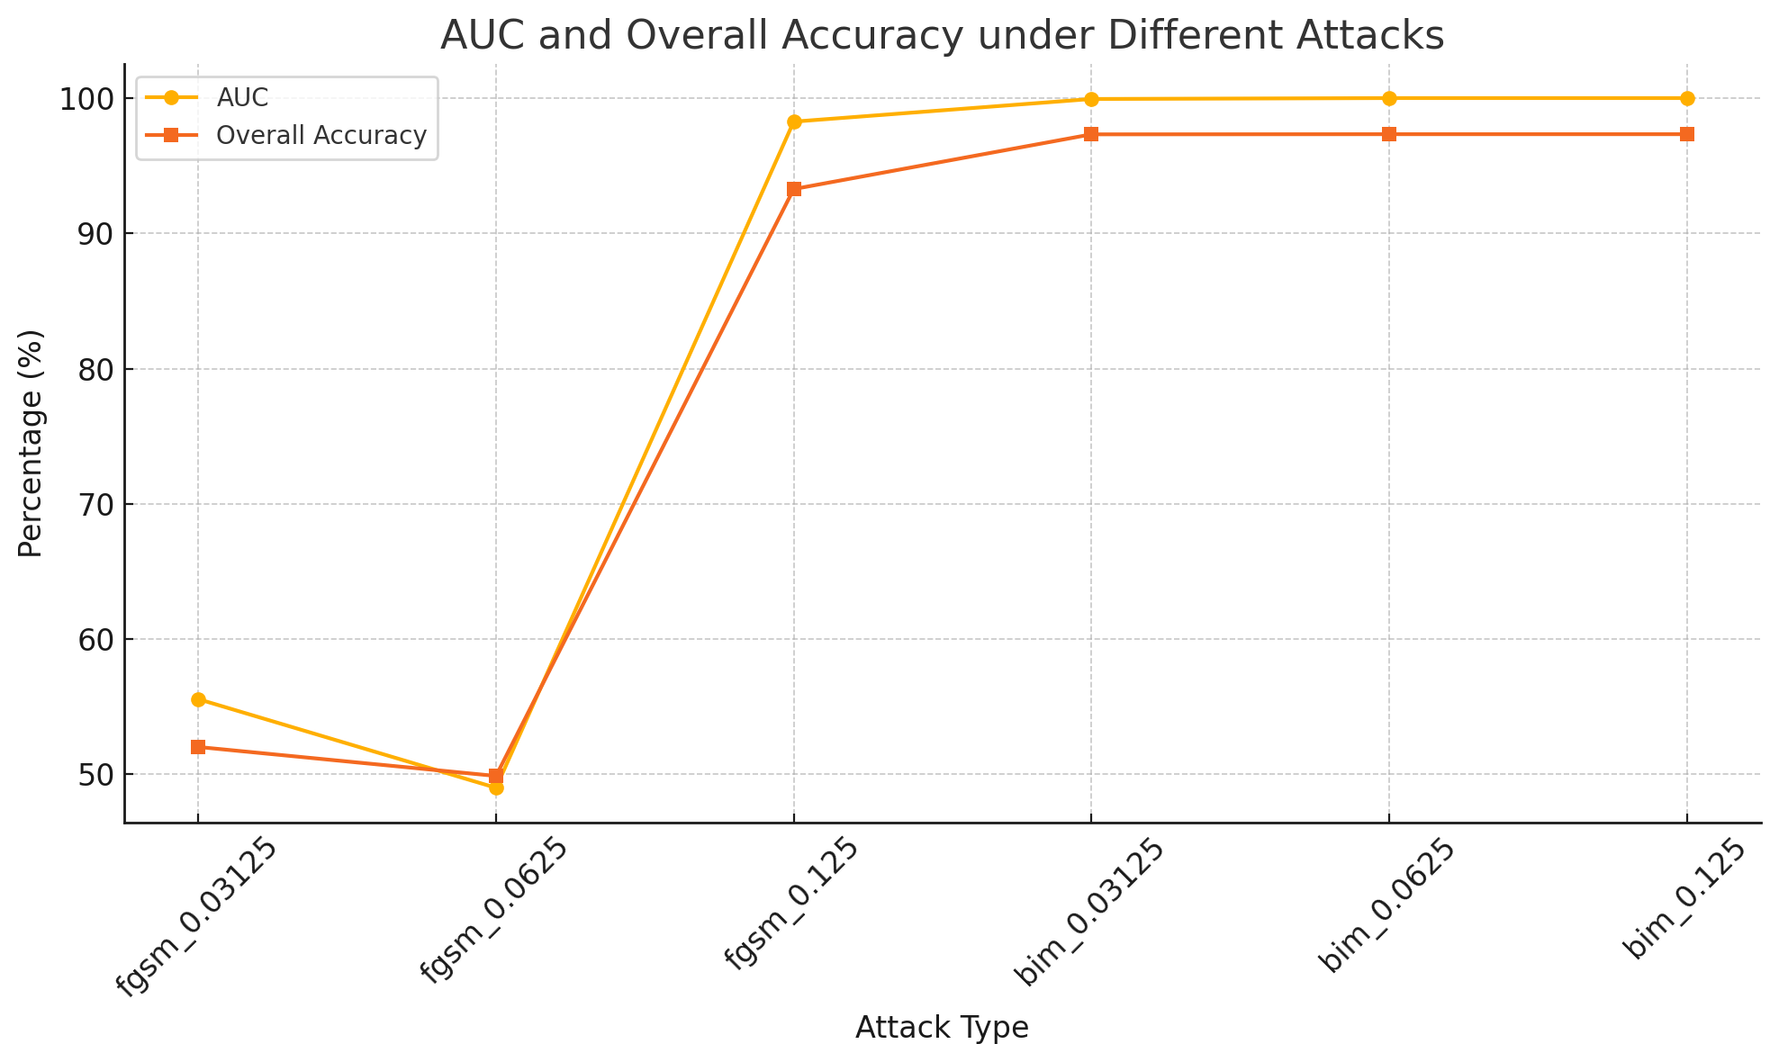 AUC and Overall Accuracy under Different Attacks
AUC
Overall Accuracy
Percentage (%)
100
90
80
70
60
50
fgsm_0.03125
fgsm_0.0625
fgsm_0.125
bim_0.03125
bim_0.0625
bim_0.125
Attack Type